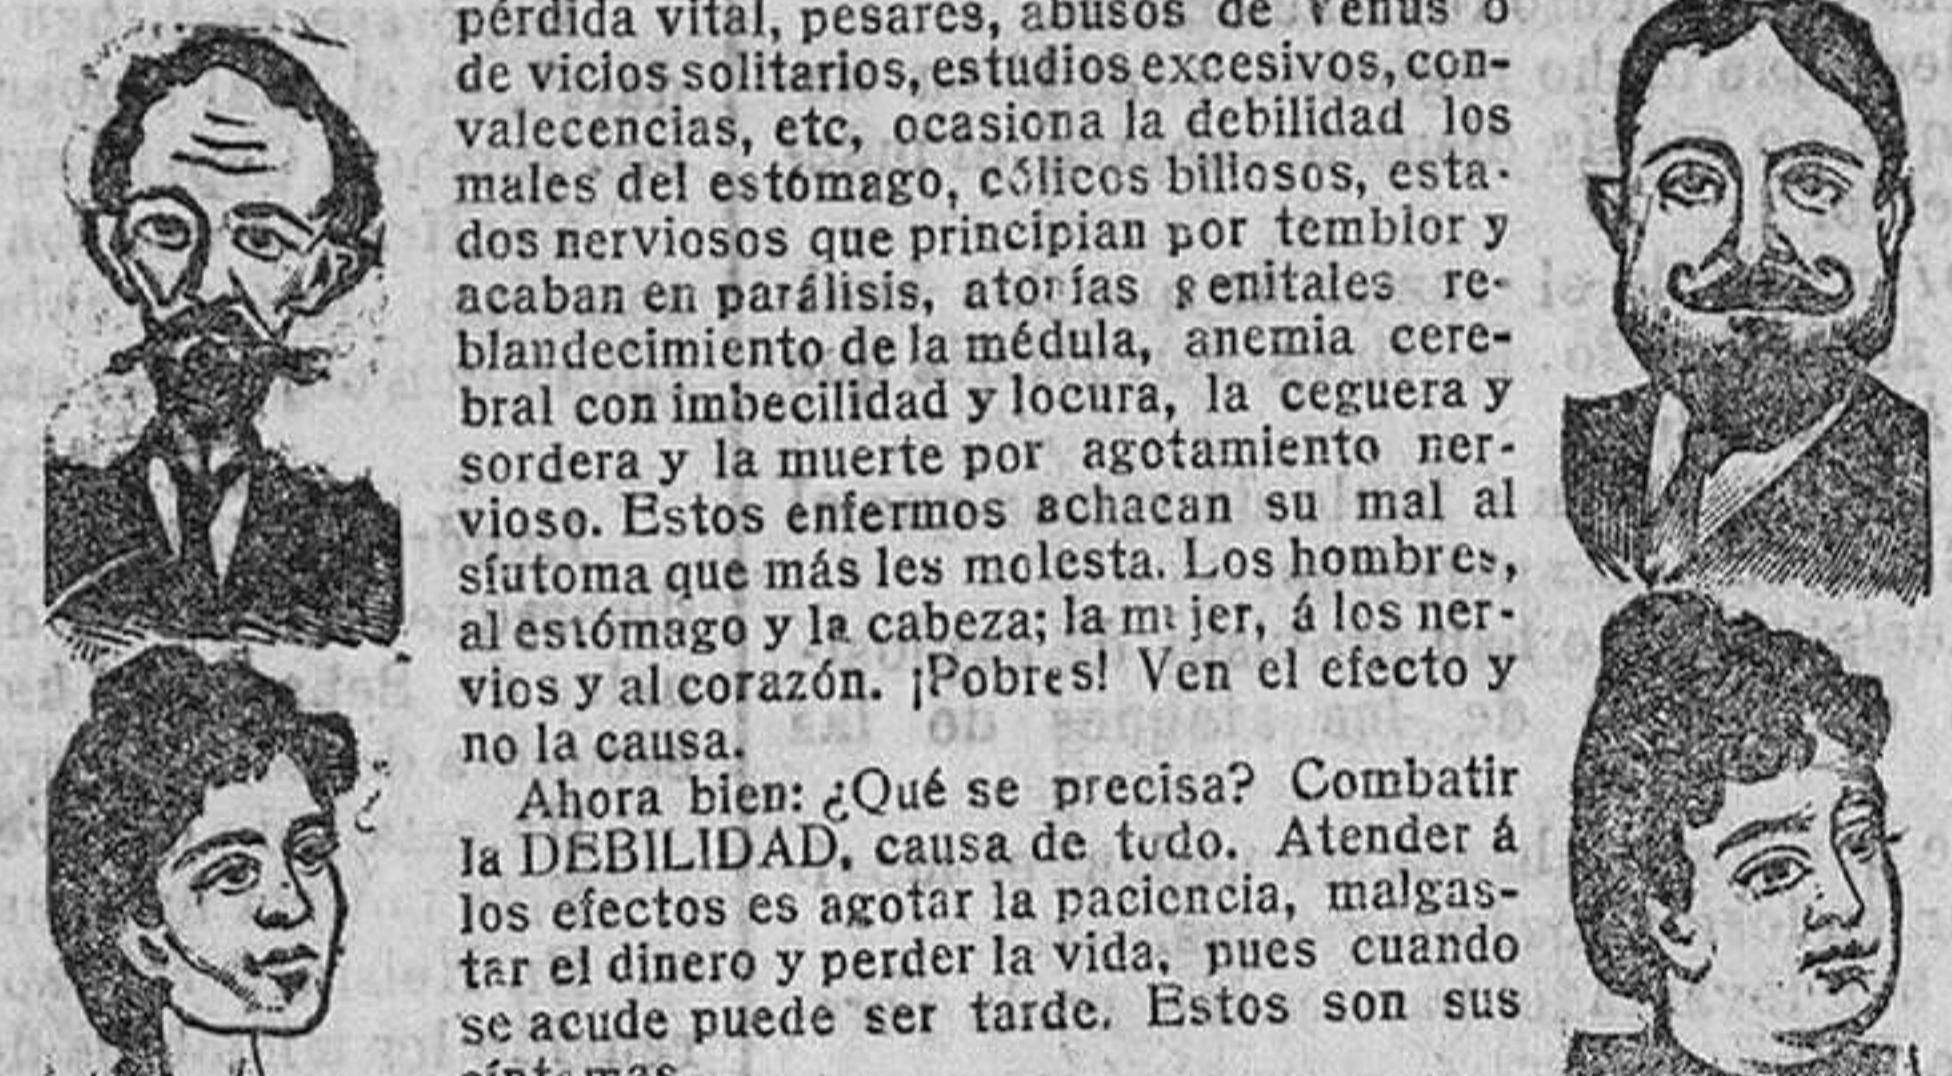 pérdida vital, pesares, abusos de Venus o
de vicios solitarios, estudios excesivos, con-
valecencias, etc, ocasiona la debilidad los
males del estómago, cólicos biliosos, esta-
dos nerviosos que principian por temblor y
acaban en parálisis, atonías genitales re-
blandecimiento de la médula, anemia cere-
bral con imbecilidad y locura, la ceguera y
sordera y la muerte por agotamiento ner-
vioso. Estos enfermos achacan su mal al
síutoma que más les molesta. Los hombres,
al estómago y la cabeza; la mujer, á los ner-
vios y al corazón. ¡Pobres! Ven el efecto y
no la causa.
Ahora bien: ¿Qué se precisa? Combatir
la DEBILIDAD, causa de todo. Atender á
los efectos es agotar la paciencia, malgas-
tar el dinero y perder la vida, pues cuando
se acude puede ser tarde. Estos son sus
síntomas